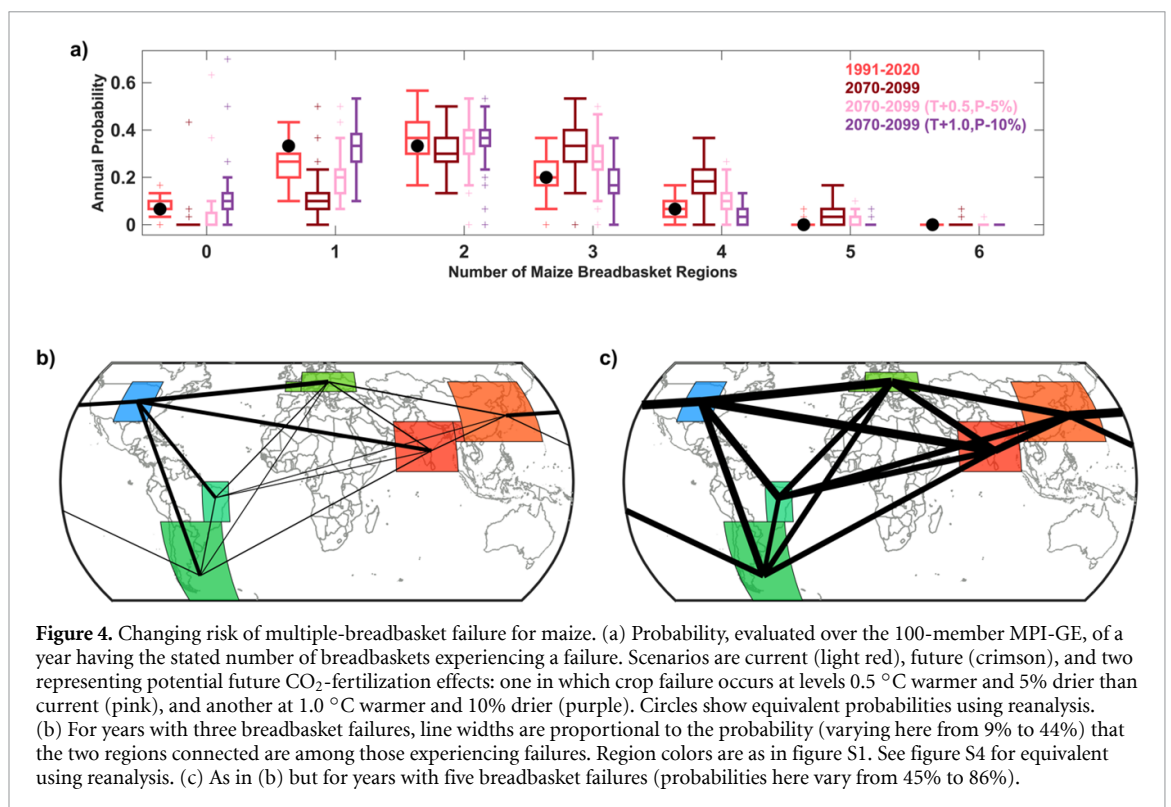 a)
0.6
0.4
0.2
0
Annual Probability
1991-2020
2070-2099
2070-2099 (T+0.5,P-5%)
2070-2099 (T+1.0,P-10%)
0 1 2 3 4 5 6
Number of Maize Breadbasket Regions
b) c)
Figure 4. Changing risk of multiple-breadbasket failure for maize. (a) Probability, evaluated over the 100-member MPI-GE, of a
year having the stated number of breadbaskets experiencing a failure. Scenarios are current (light red), future (crimson), and two
representing potential future CO₂-fertilization effects: one in which crop failure occurs at levels 0.5 °C warmer and 5% drier than
current (pink), and another at 1.0 °C warmer and 10% drier (purple). Circles show equivalent probabilities using reanalysis.
(b) For years with three breadbasket failures, line widths are proportional to the probability (varying here from 9% to 44%) that
the two regions connected are among those experiencing failures. Region colors are as in figure S1. See figure S4 for equivalent
using reanalysis. (c) As in (b) but for years with five breadbasket failures (probabilities here vary from 45% to 86%).